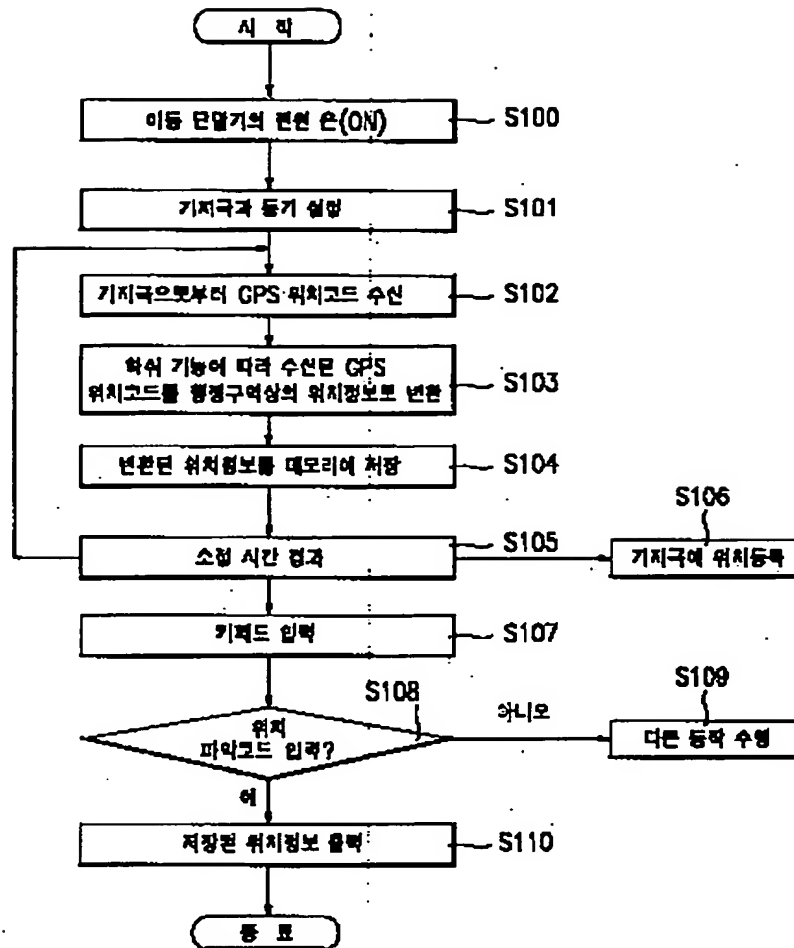 시 작
이동 단말기의 전원 온(ON)
S100
기지국과 동기 설정
S101
기지국으로부터 GPS 위치코드 수신
S102
해쉬 기능에 따라 수신된 GPS
위치코드를 행정구역상의 위치정보로 변환
S103
변환된 위치정보를 메모리에 저장
S104
소정 시간 경과
S105
S106
기지국에 위치등록
키패드 입력
S107
위치
파악코드 입력?
S108
아니오
S109
다른 동작 수행
예
저장된 위치정보 출력
S110
종 료